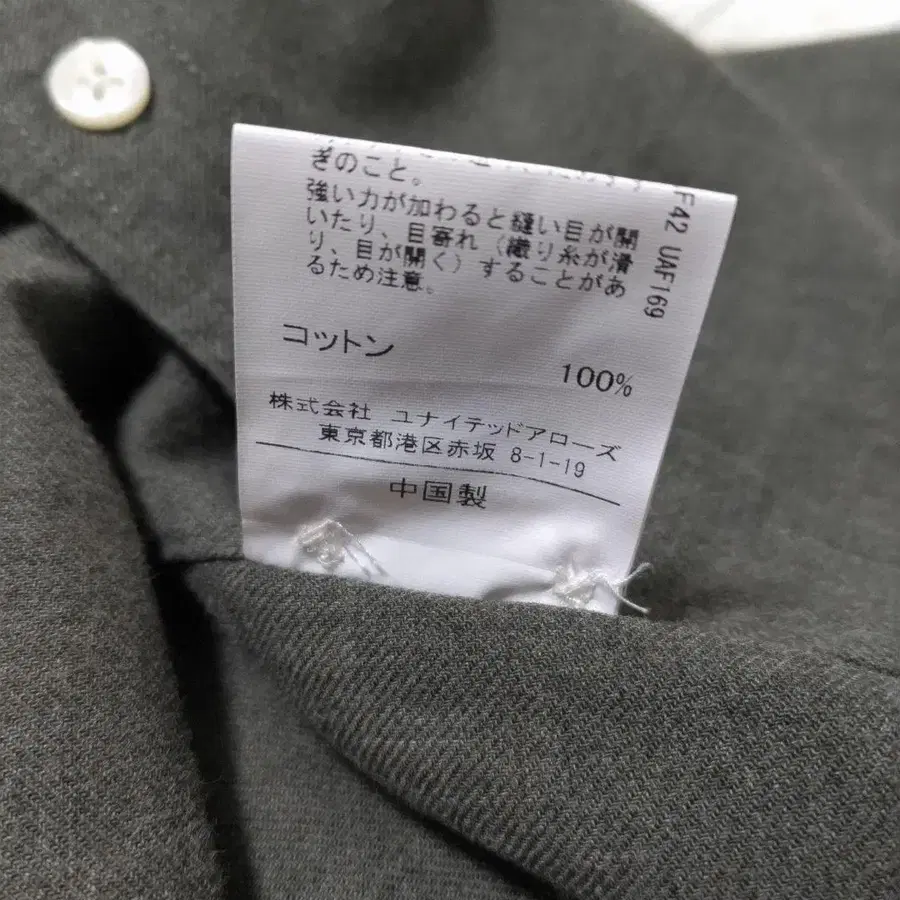 ぎのこと。
強い力が加わると縫い目が開
いたり、目寄れ（織り糸が滑
り、目が開く）することがあ
るため注意。
F42 UAF169
コットン 100%
株式会社 ユナイテッドアローズ
東京都港区赤坂 8-1-19
中国製